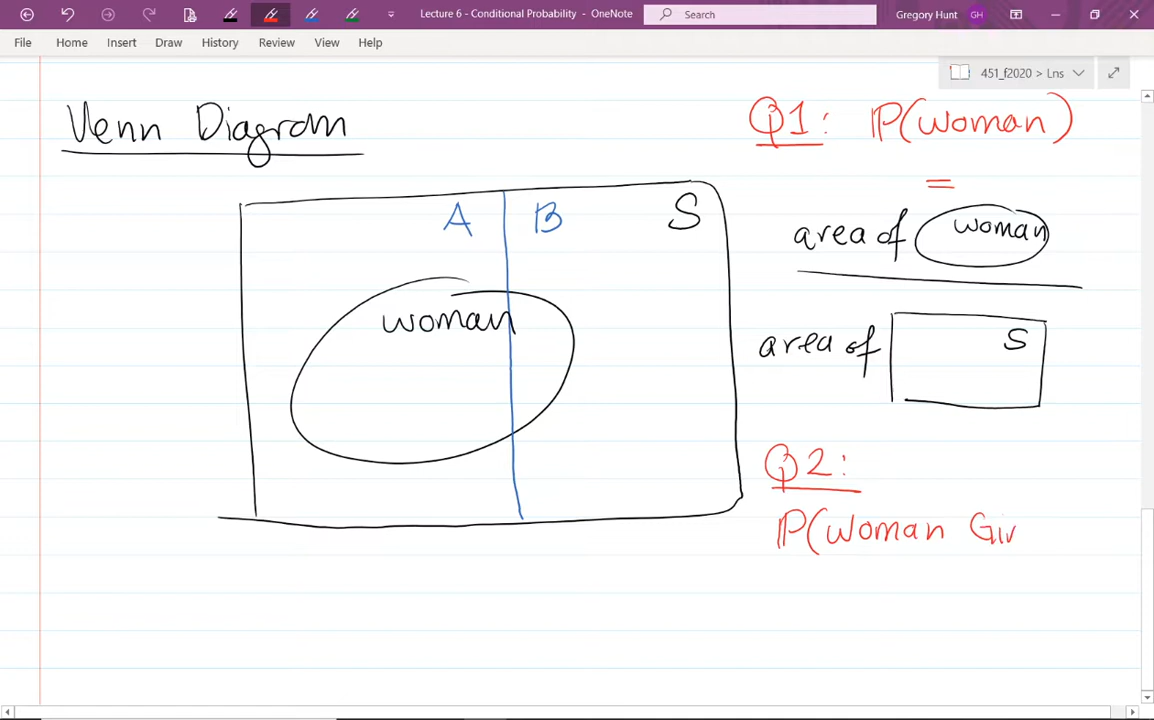 Lecture 6 - Conditional Probability - OneNote
Search
Gregory Hunt
GH
File Home Insert Draw History Review View Help
451_f2020 > Lns
Venn Diagram
Q1: P(Woman)
=
A B S
area of woman
woman
area of S
Q2:
P(Woman Giv